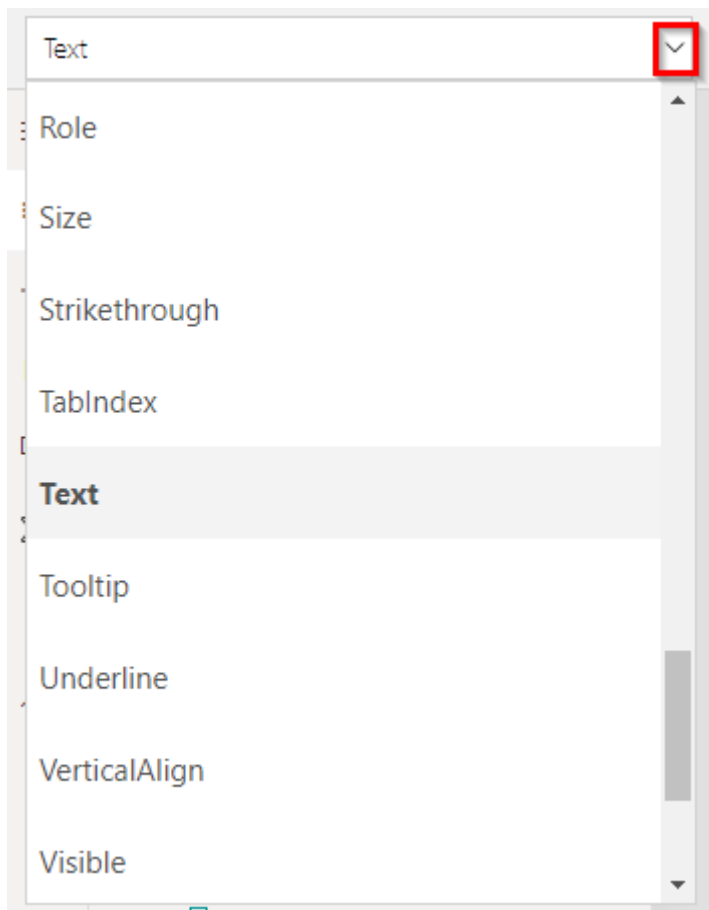 Text
Role
Size
Strikethrough
TabIndex
Text
Tooltip
Underline
VerticalAlign
Visible